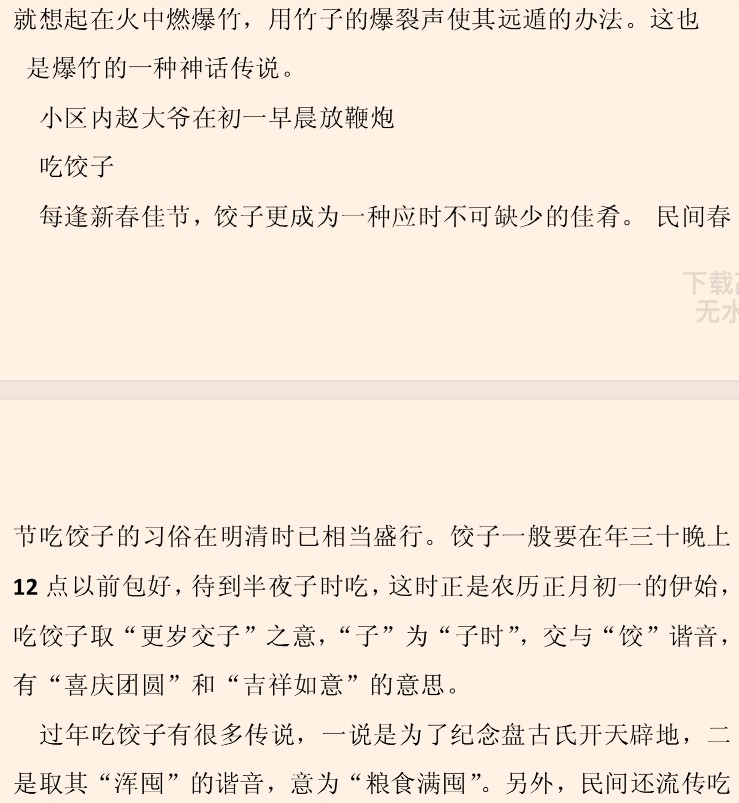 就想起在火中燃爆竹，用竹子的爆裂声使其远遁的办法。这也
是爆竹的一种神话传说。
小区内赵大爷在初一早晨放鞭炮
吃饺子
每逢新春佳节，饺子更成为一种应时不可缺少的佳肴。 民间春
下载高
无水
节吃饺子的习俗在明清时已相当盛行。饺子一般要在年三十晚上
12 点以前包好，待到半夜子时吃，这时正是农历正月初一的伊始，
吃饺子取“更岁交子”之意，“子”为“子时”，交与“饺”谐音，
有“喜庆团圆”和“吉祥如意”的意思。
过年吃饺子有很多传说，一说是为了纪念盘古氏开天辟地，二
是取其“浑囤”的谐音，意为“粮食满囤”。另外，民间还流传吃